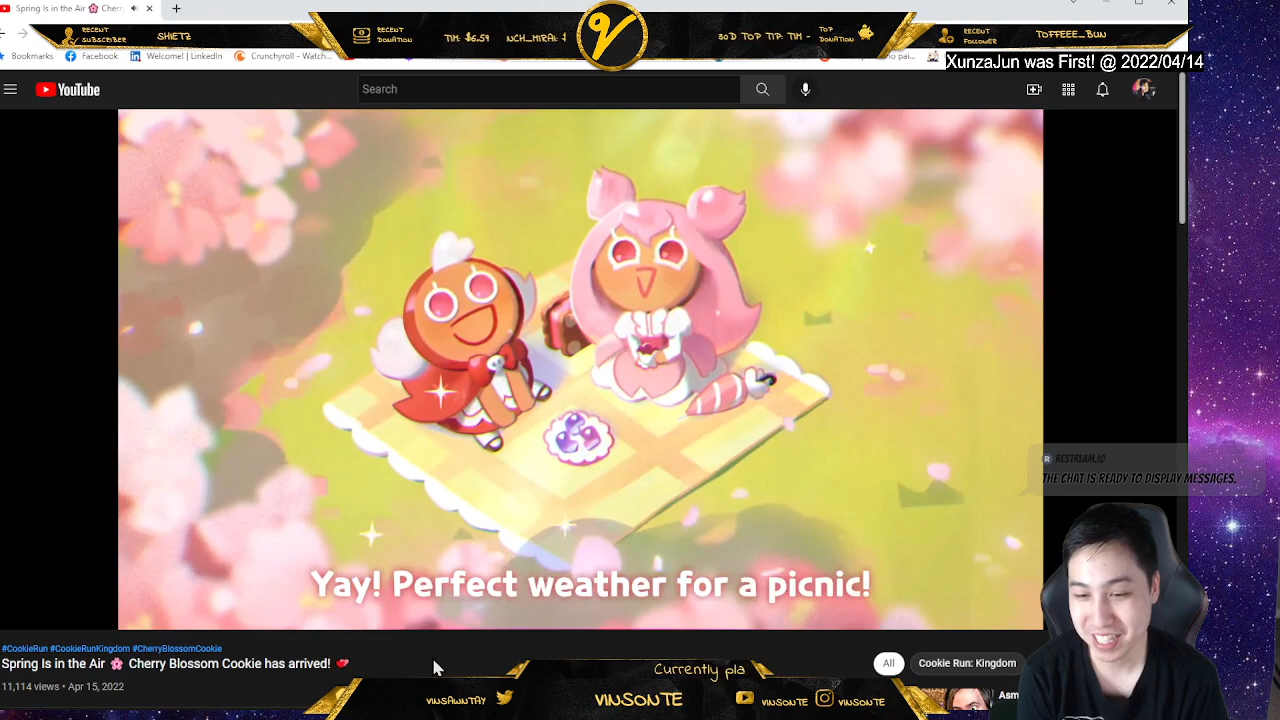 Spring Is in the Air 🌸 Cherry
RECENT SUBSCRIBER
SHIETZ
RECENT DONATION
TIM: $6.59
NCH_MIRAI: $
30D TOP TIP: TIM -
TOP DONATION
RECENT FOLLOWER
TOFFEEE_BUN
Bookmarks
Facebook
Welcome! | LinkedIn
Crunchyroll - Watch...
XunzaJun was First! @ 2022/04/14
YouTube
Search
RESTREAM.IO
THE CHAT IS READY TO DISPLAY MESSAGES.
Yay! Perfect weather for a picnic!
#CookieRun #CookieRunKingdom #CherryBlossomCookie
Spring Is in the Air 🌸 Cherry Blossom Cookie has arrived! 💘
11,114 views • Apr 15, 2022
Currently pla
All
Cookie Run: Kingdom
VINSAWNTAY
VINSONTE
VINSONTE
VINSONTE
Asm